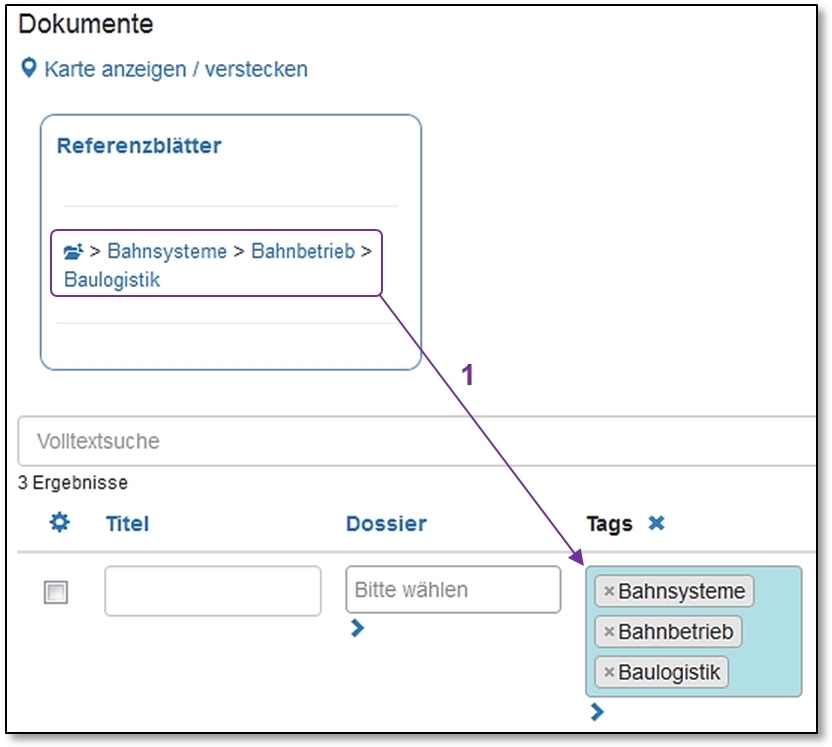 Dokumente
Karte anzeigen / verstecken
Referenzblätter
> Bahnsysteme > Bahnbetrieb >
Baulogistik
1
Volltextsuche
3 Ergebnisse
Titel Dossier Tags
Bitte wählen
Bahnsysteme
Bahnbetrieb
Baulogistik